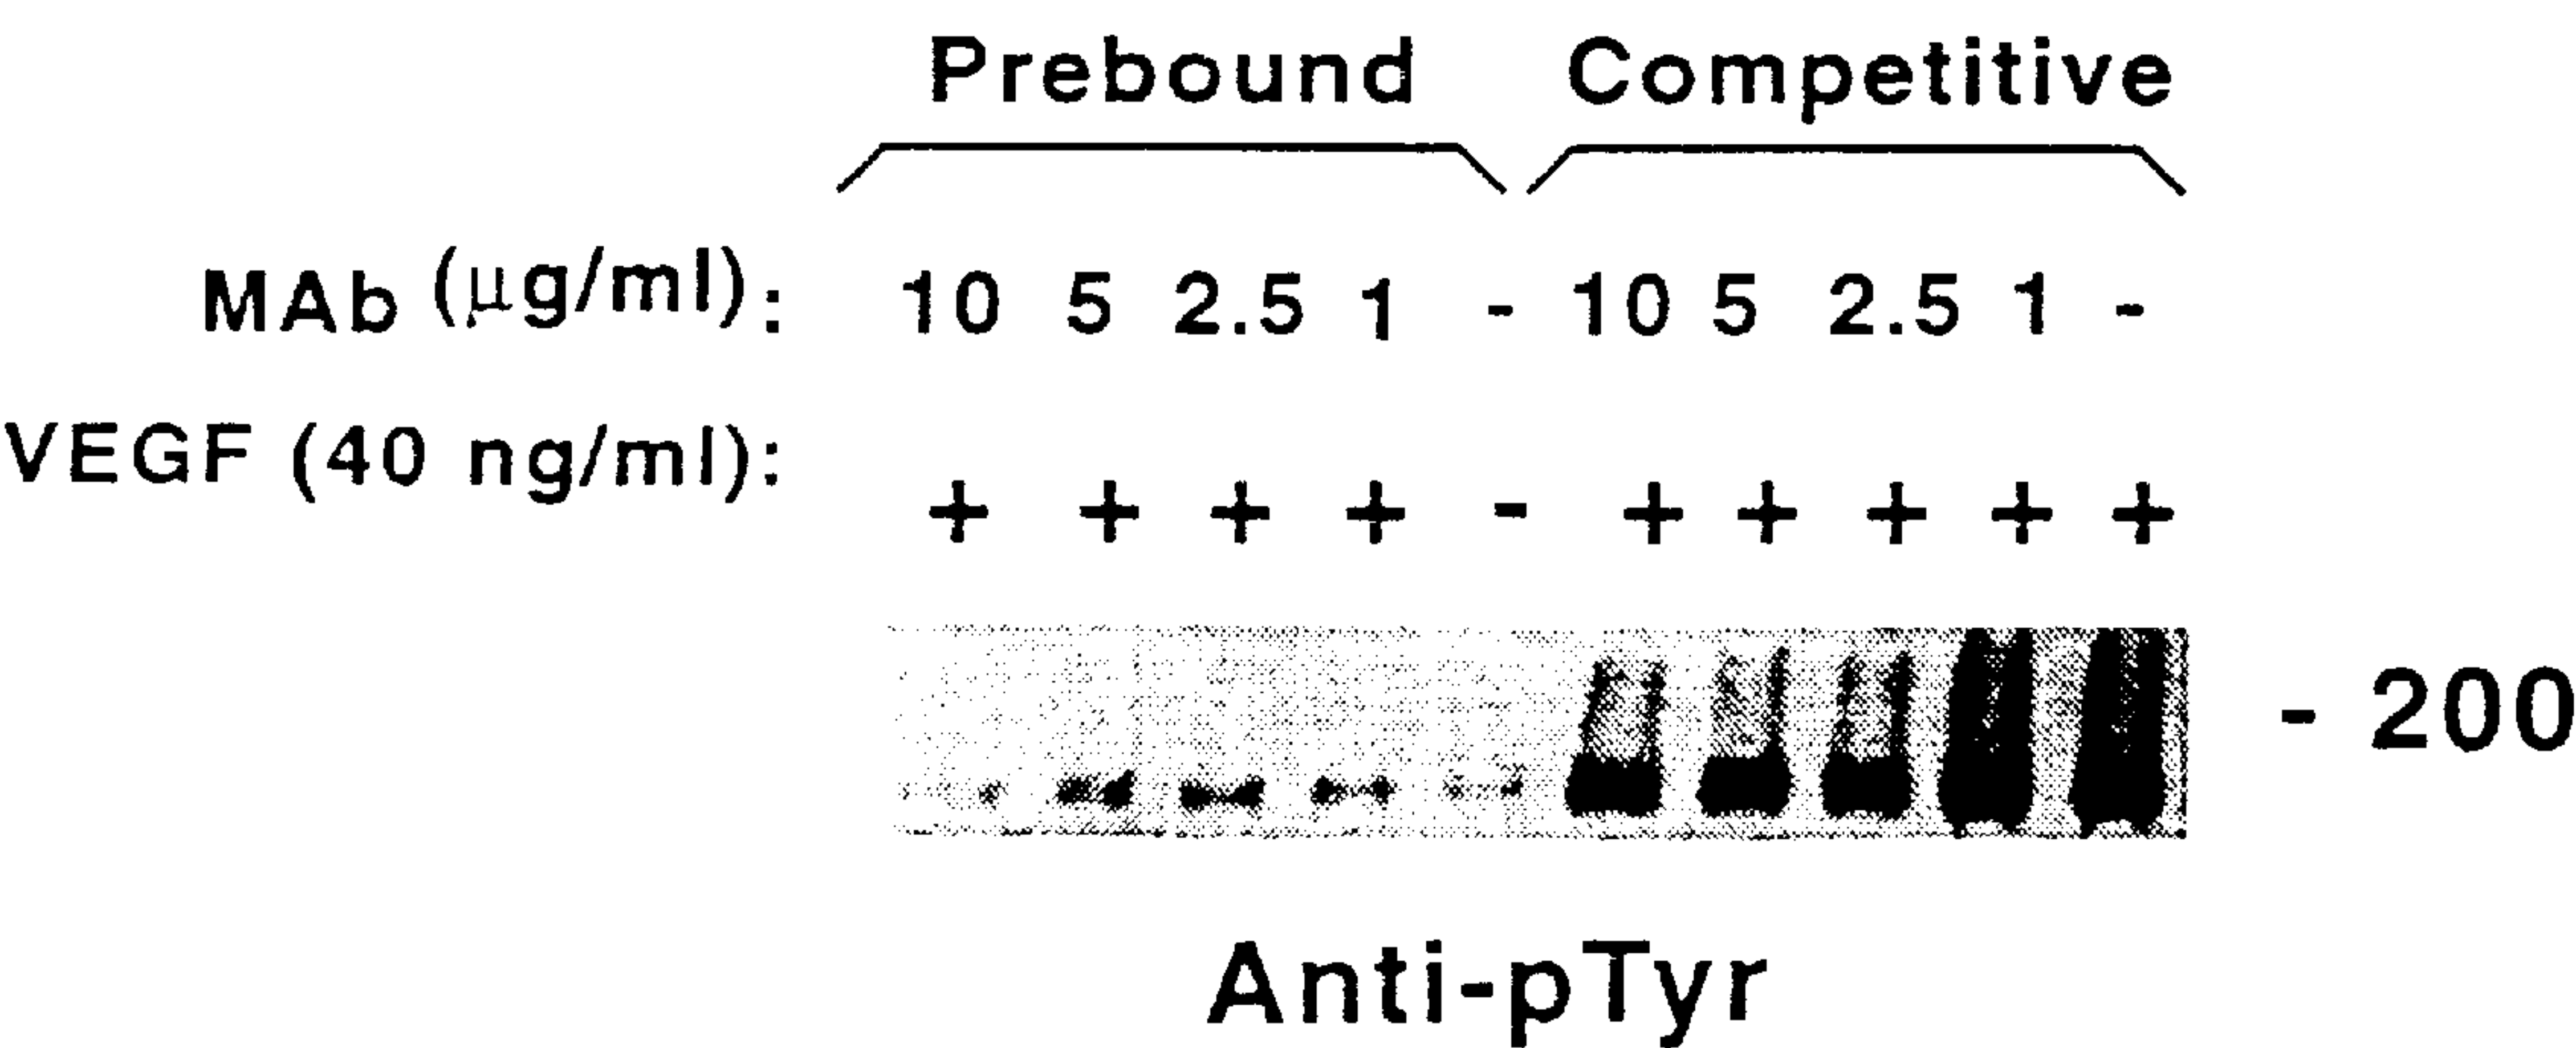 Prebound Competitive
MAb (μg/ml): 10 5 2.5 1 - 10 5 2.5 1 -
VEGF (40 ng/ml): + + + + - + + + + +
- 200
Anti-pTyr